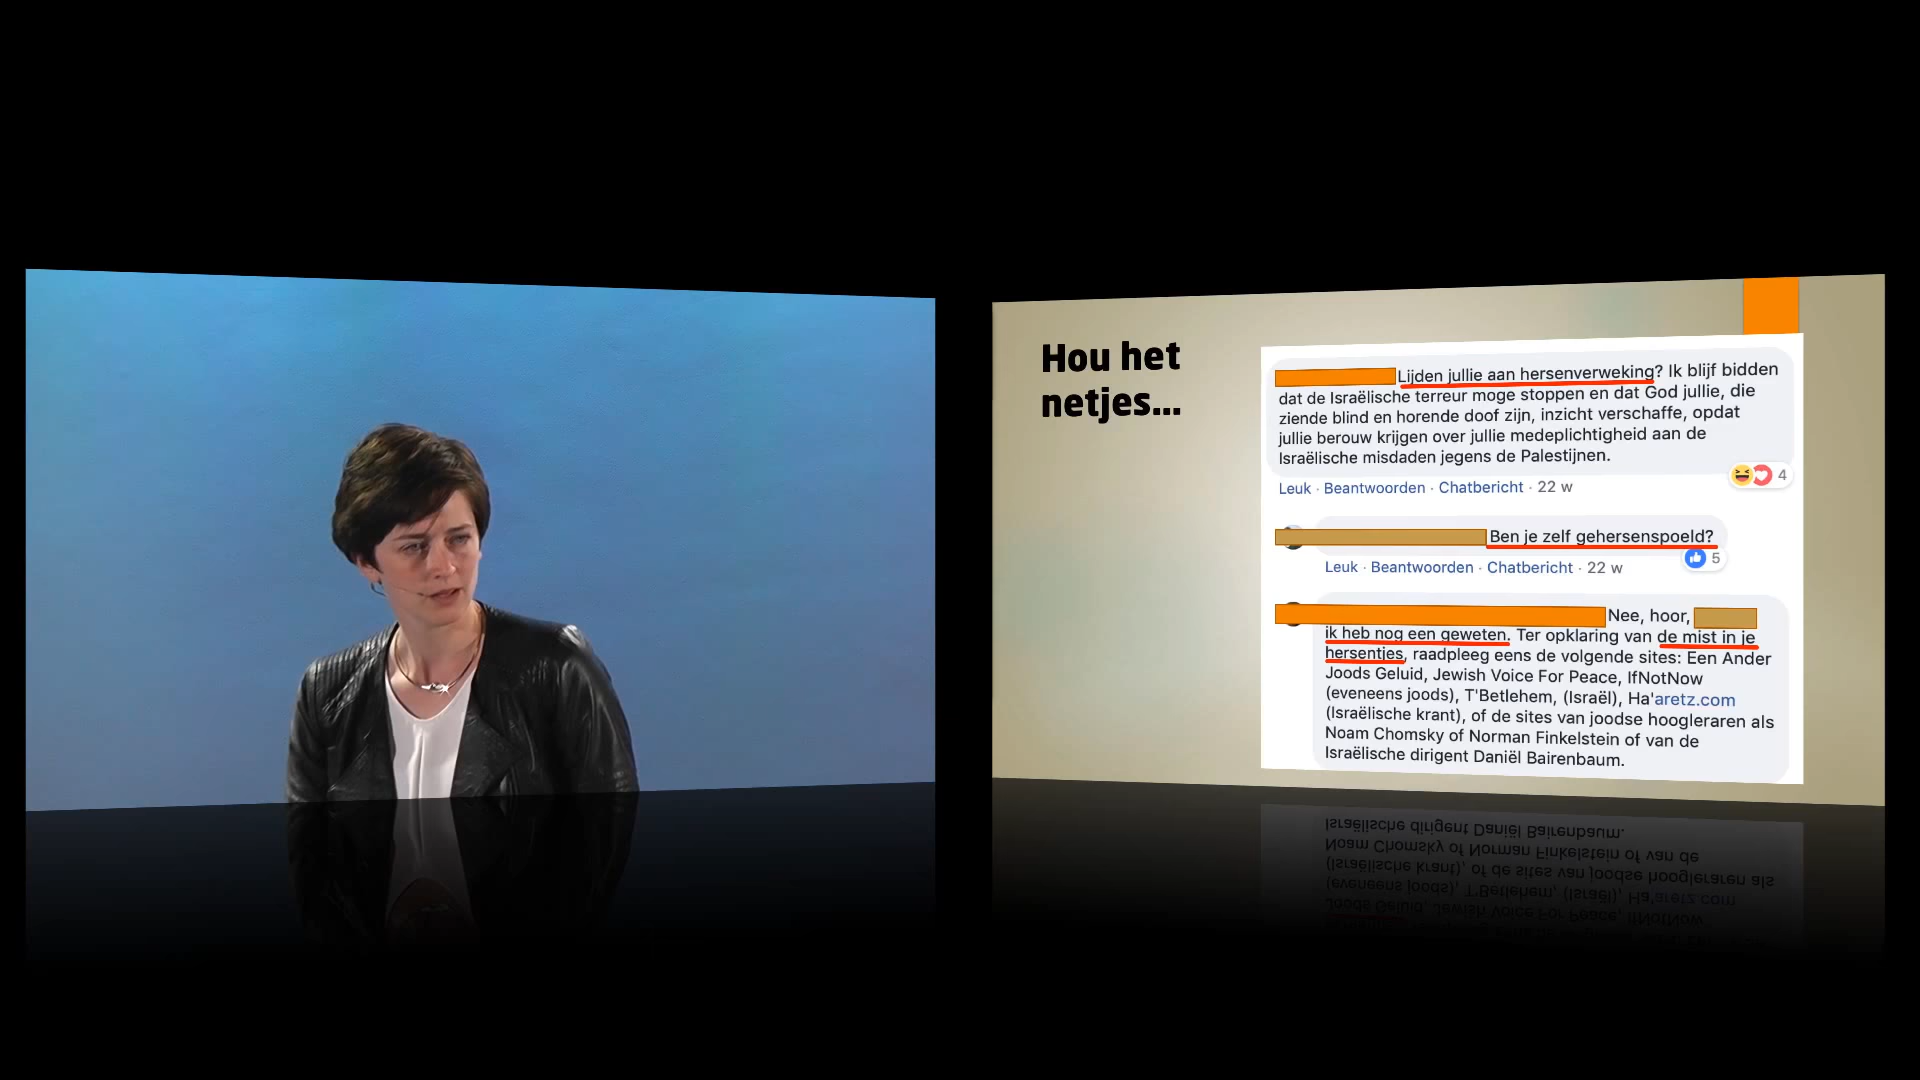 Hou het
netjes...
Lijden jullie aan hersenverweking? Ik blijf bidden
dat de Israëlische terreur moge stoppen en dat God jullie, die
ziende blind en horende doof zijn, inzicht verschaffe, opdat
jullie berouw krijgen over jullie medeplichtigheid aan de
Israëlische misdaden jegens de Palestijnen.
4
Leuk · Beantwoorden · Chatbericht · 22 w
Ben je zelf gehersenspoeld?
5
Leuk · Beantwoorden · Chatbericht · 22 w
Nee, hoor,
ik heb nog een geweten. Ter opklaring van de mist in je
hersentjes, raadpleeg eens de volgende sites: Een Ander
Joods Geluid, Jewish Voice For Peace, IfNotNow
(eveneens joods), T'Betlehem, (Israël), Ha'aretz.com
(Israëlische krant), of de sites van joodse hoogleraren als
Noam Chomsky of Norman Finkelstein of van de
Israëlische dirigent Daniël Bairenbaum.